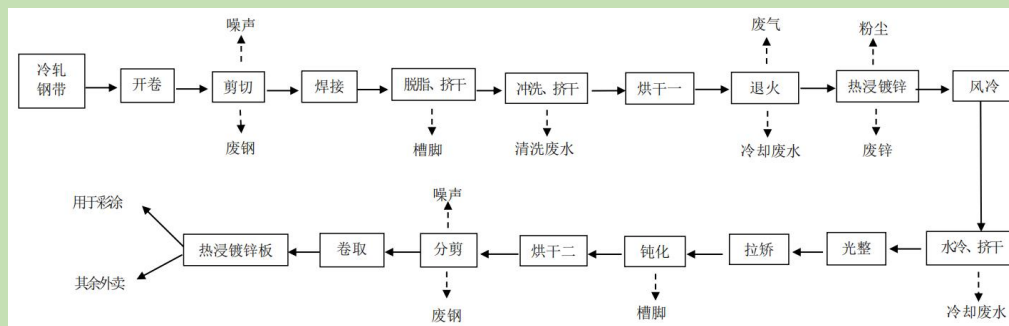 噪声
废气
粉尘
冷轧
钢带
开卷
剪切
焊接
脱脂、挤干
冲洗、挤干
烘干一
退火
热浸镀锌
风冷
废钢
槽脚
清洗废水
冷却废水
废锌
噪声
用于彩涂
热浸镀锌板
卷取
分剪
烘干二
钝化
拉矫
光整
水冷、挤干
其余外卖
废钢
槽脚
冷却废水